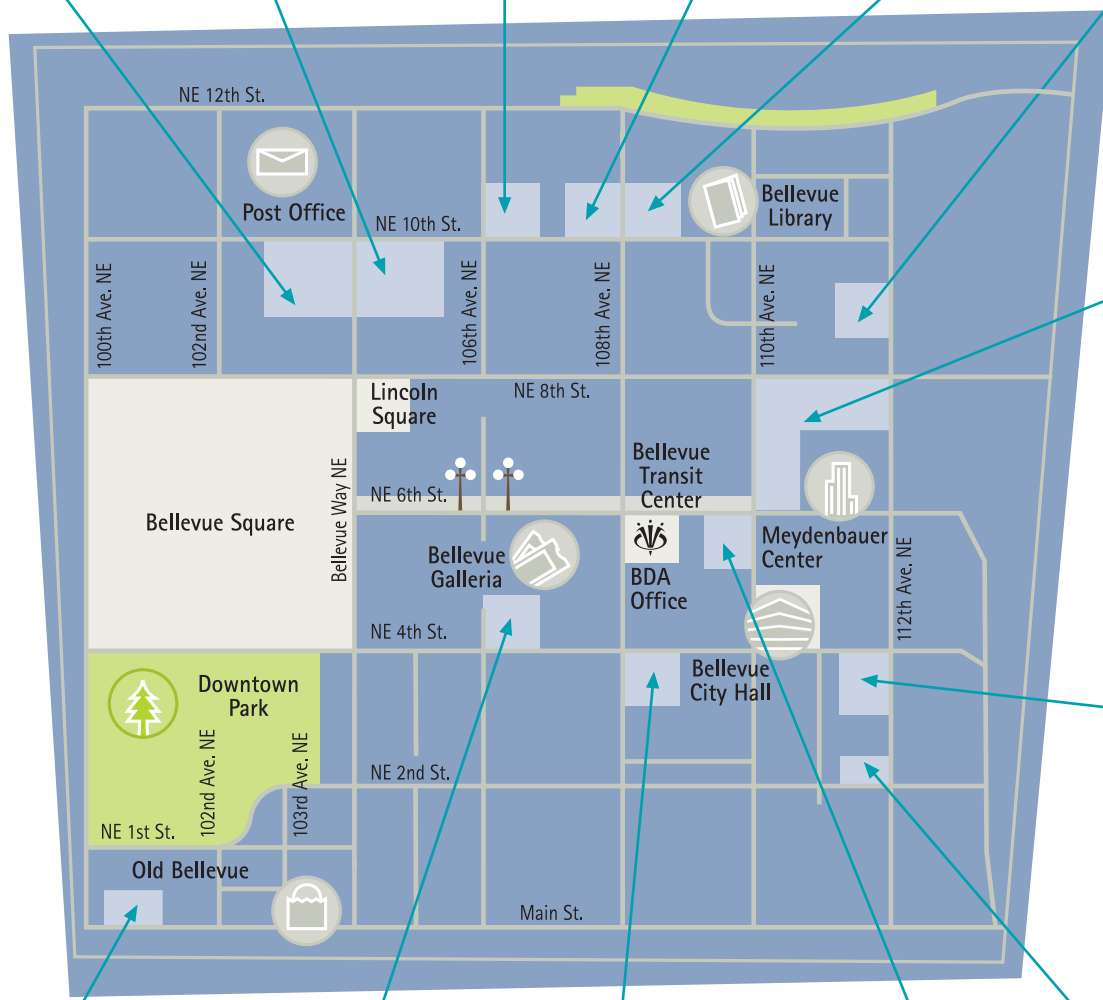 NE 12th St.
Post Office
Bellevue
Library
NE 10th St.
100th Ave. NE
102nd Ave. NE
106th Ave. NE
108th Ave. NE
110th Ave. NE
Lincoln
Square
NE 8th St.
Bellevue
Transit
Center
Bellevue Way NE
NE 6th St.
Bellevue Square
Bellevue
Galleria
BDA
Office
Meydenbauer
Center
112th Ave. NE
NE 4th St.
Bellevue
City Hall
Downtown
Park
102nd Ave. NE
103rd Ave. NE
NE 2nd St.
NE 1st St.
Old Bellevue
Main St.